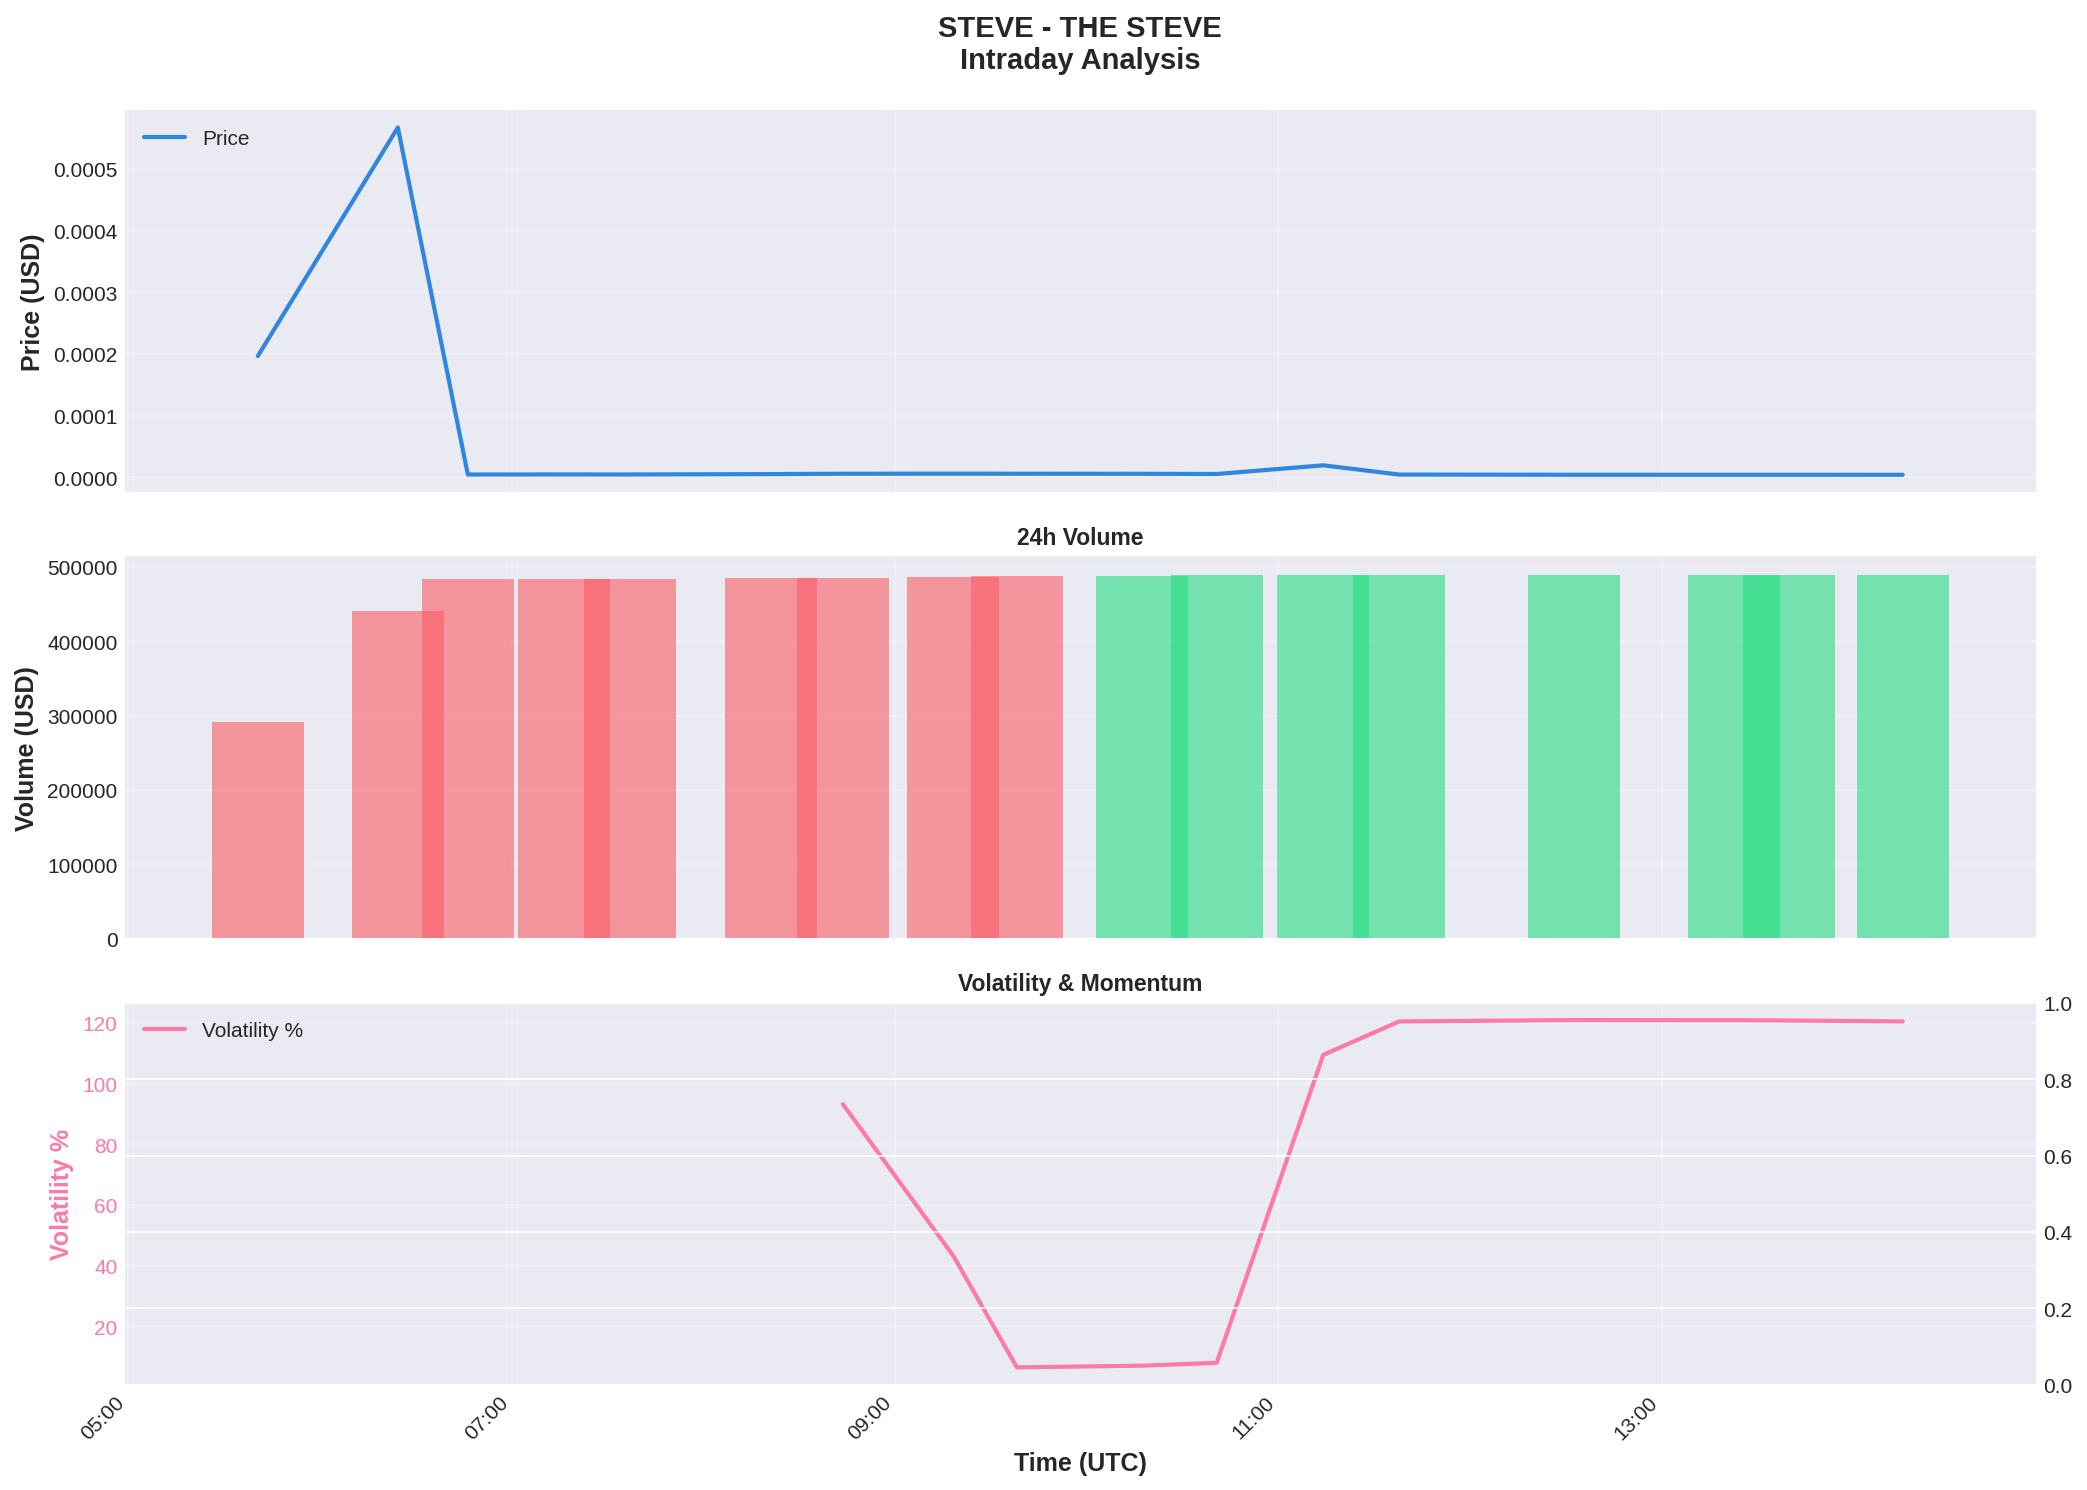 STEVE - THE STEVE
Intraday Analysis
Price
Price (USD)
0.0005
0.0004
0.0003
0.0002
0.0001
0.0000
24h Volume
Volume (USD)
500000
400000
300000
200000
100000
0
Volatility & Momentum
Volatility %
Volatility %
120
100
80
60
40
20
1.0
0.8
0.6
0.4
0.2
0.0
05:00
07:00
09:00
11:00
13:00
Time (UTC)